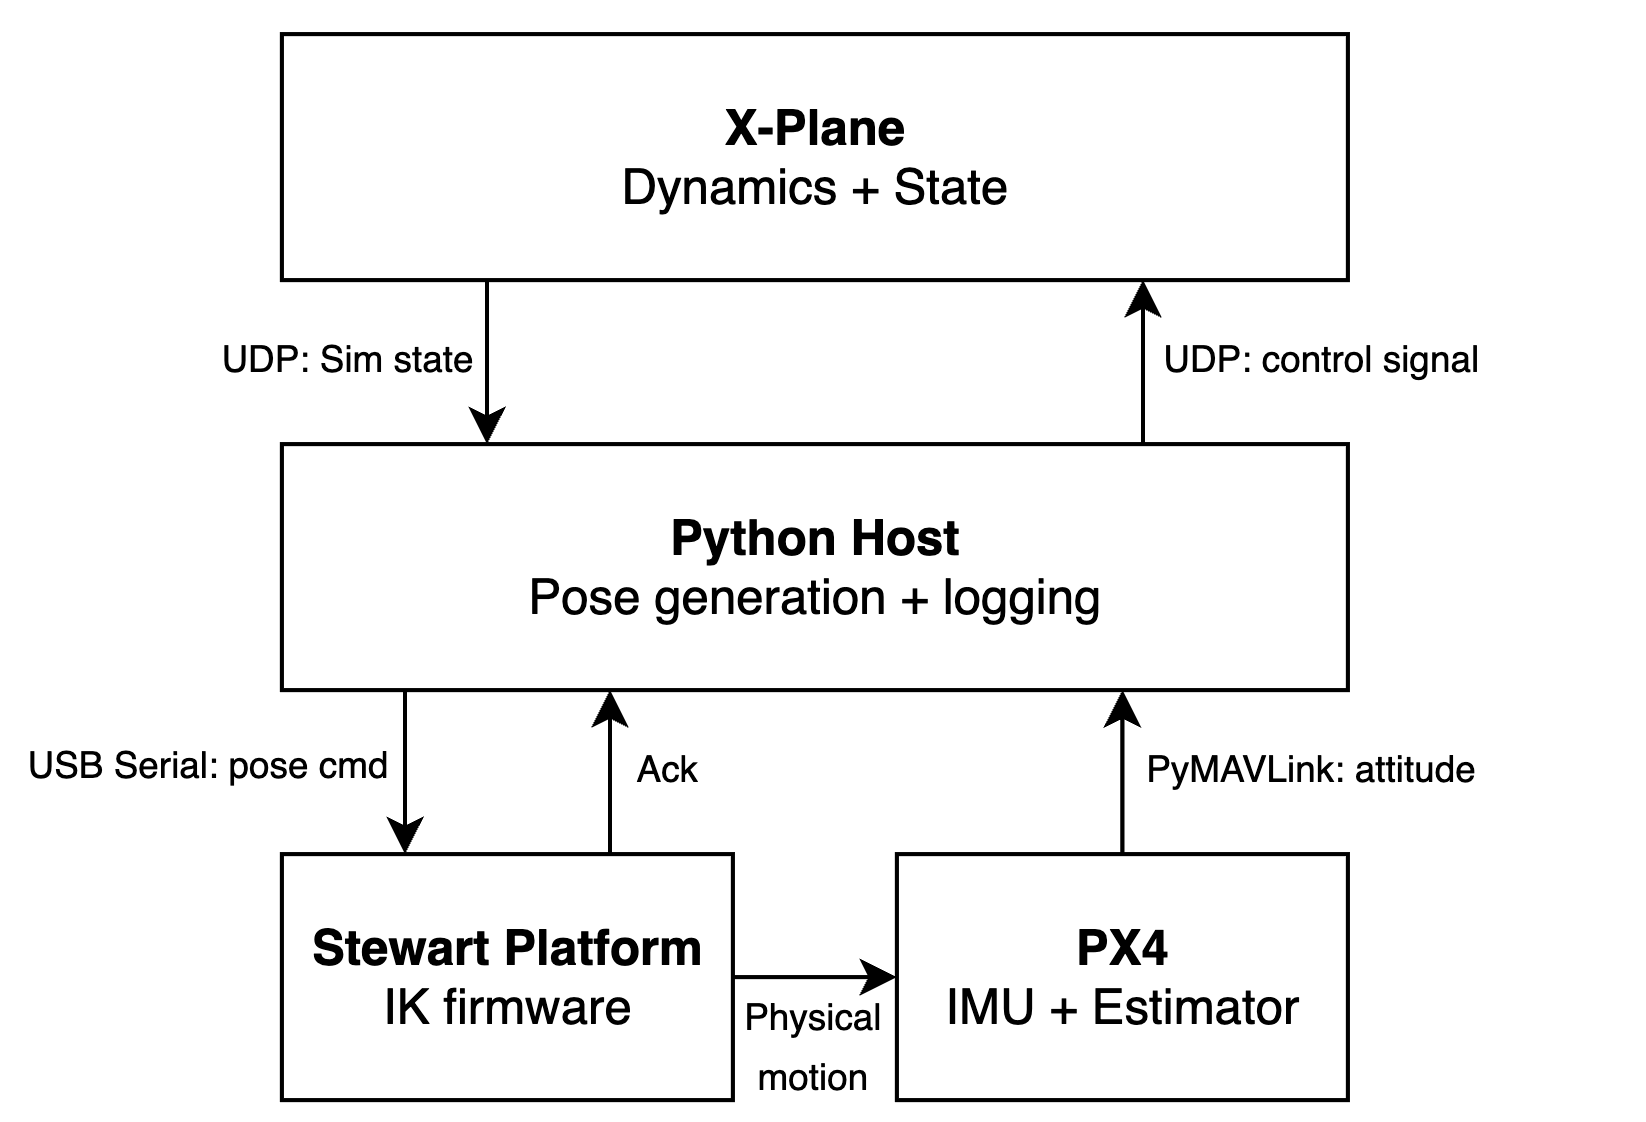 X-Plane
Dynamics + State
UDP: Sim state
UDP: control signal
Python Host
Pose generation + logging
USB Serial: pose cmd
Ack
PyMAVLink: attitude
Stewart Platform
IK firmware
Physical
motion
PX4
IMU + Estimator